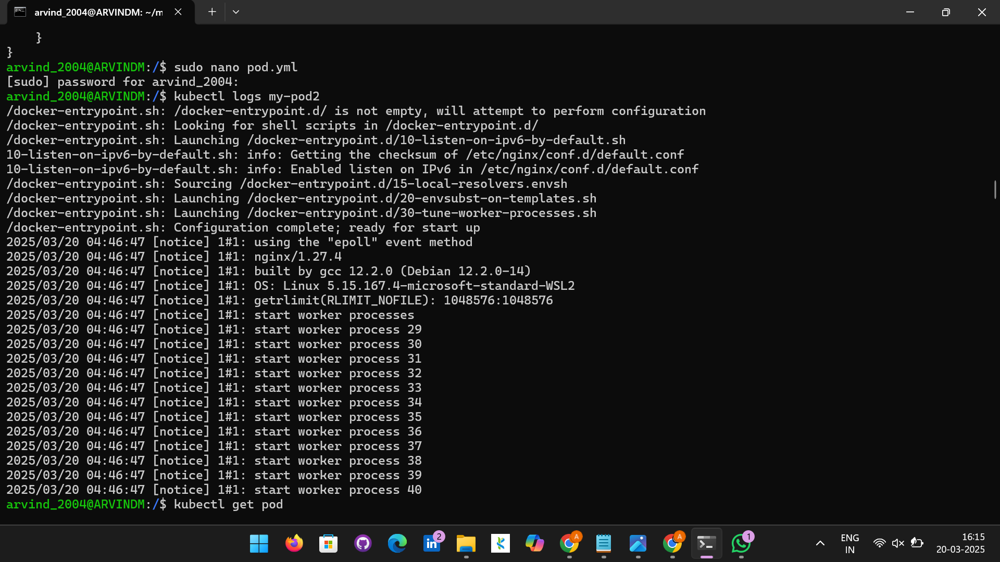 arvind_2004@ARVINDM: ~/m
    }
}
arvind_2004@ARVINDM:/$ sudo nano pod.yml
[sudo] password for arvind_2004:
arvind_2004@ARVINDM:/$ kubectl logs my-pod2
/docker-entrypoint.sh: /docker-entrypoint.d/ is not empty, will attempt to perform configuration
/docker-entrypoint.sh: Looking for shell scripts in /docker-entrypoint.d/
/docker-entrypoint.sh: Launching /docker-entrypoint.d/10-listen-on-ipv6-by-default.sh
10-listen-on-ipv6-by-default.sh: info: Getting the checksum of /etc/nginx/conf.d/default.conf
10-listen-on-ipv6-by-default.sh: info: Enabled listen on IPv6 in /etc/nginx/conf.d/default.conf
/docker-entrypoint.sh: Sourcing /docker-entrypoint.d/15-local-resolvers.envsh
/docker-entrypoint.sh: Launching /docker-entrypoint.d/20-envsubst-on-templates.sh
/docker-entrypoint.sh: Launching /docker-entrypoint.d/30-tune-worker-processes.sh
/docker-entrypoint.sh: Configuration complete; ready for start up
2025/03/20 04:46:47 [notice] 1#1: using the "epoll" event method
2025/03/20 04:46:47 [notice] 1#1: nginx/1.27.4
2025/03/20 04:46:47 [notice] 1#1: built by gcc 12.2.0 (Debian 12.2.0-14)
2025/03/20 04:46:47 [notice] 1#1: OS: Linux 5.15.167.4-microsoft-standard-WSL2
2025/03/20 04:46:47 [notice] 1#1: getrlimit(RLIMIT_NOFILE): 1048576:1048576
2025/03/20 04:46:47 [notice] 1#1: start worker processes
2025/03/20 04:46:47 [notice] 1#1: start worker process 29
2025/03/20 04:46:47 [notice] 1#1: start worker process 30
2025/03/20 04:46:47 [notice] 1#1: start worker process 31
2025/03/20 04:46:47 [notice] 1#1: start worker process 32
2025/03/20 04:46:47 [notice] 1#1: start worker process 33
2025/03/20 04:46:47 [notice] 1#1: start worker process 34
2025/03/20 04:46:47 [notice] 1#1: start worker process 35
2025/03/20 04:46:47 [notice] 1#1: start worker process 36
2025/03/20 04:46:47 [notice] 1#1: start worker process 37
2025/03/20 04:46:47 [notice] 1#1: start worker process 38
2025/03/20 04:46:47 [notice] 1#1: start worker process 39
2025/03/20 04:46:47 [notice] 1#1: start worker process 40
arvind_2004@ARVINDM:/$ kubectl get pod
in 2
A
A
1
ENG
IN
16:15
20-03-2025